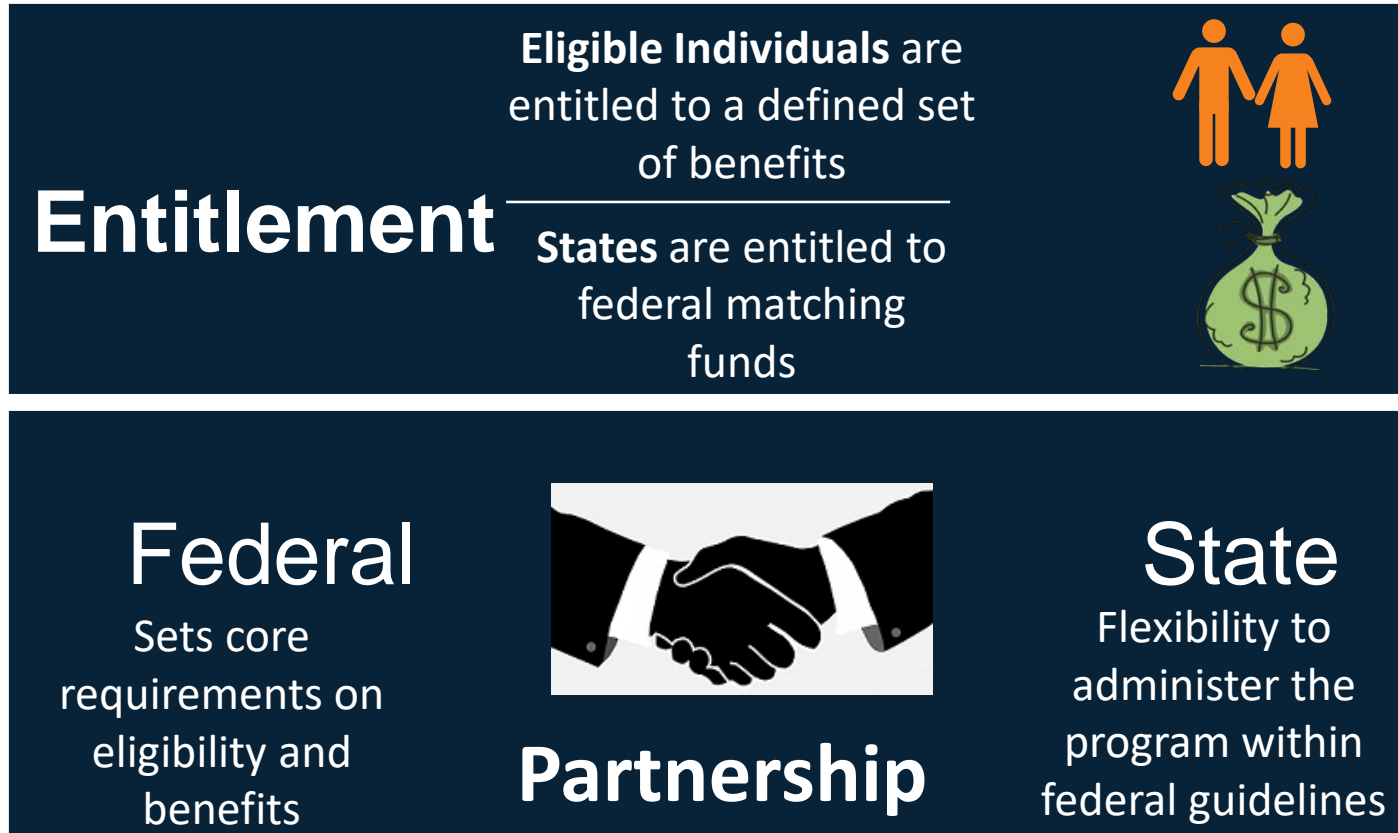 Entitlement
Eligible Individuals are
entitled to a defined set
of benefits
States are entitled to
federal matching
funds
$
Federal
Sets core
requirements on
eligibility and
benefits
Partnership
State
Flexibility to
administer the
program within
federal guidelines